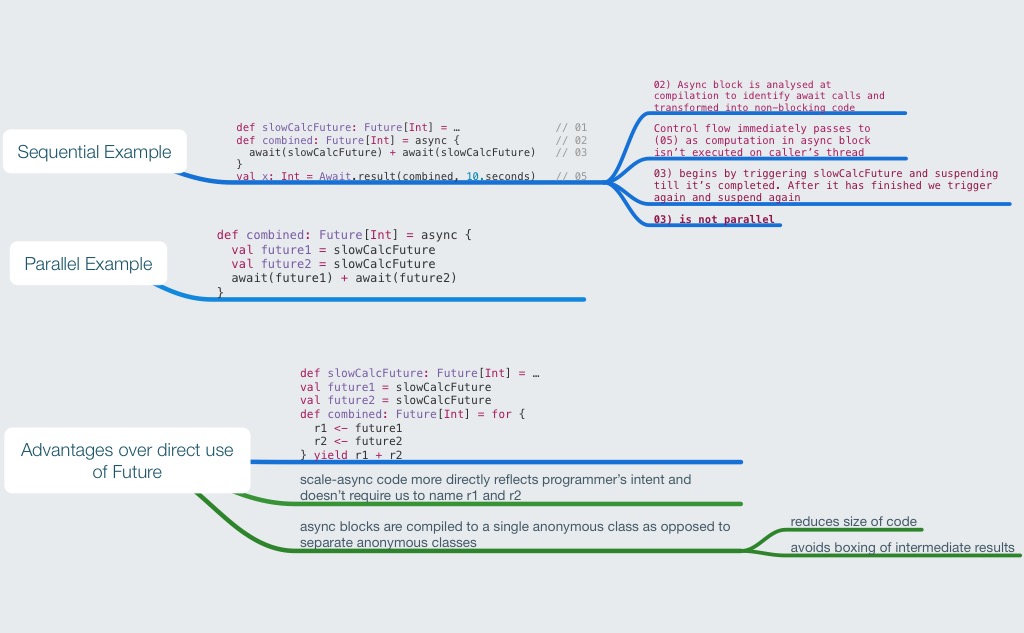 Sequential Example
def slowCalcFuture: Future[Int] = … // 01
def combined: Future[Int] = async { // 02
await(slowCalcFuture) + await(slowCalcFuture) // 03
}
val x: Int = Await.result(combined, 10.seconds) // 05
02) Async block is analysed at
compilation to identify await calls and
transformed into non-blocking code
Control flow immediately passes to
(05) as computation in async block
isn't executed on caller's thread
03) begins by triggering slowCalcFuture and suspending
till it's completed. After it has finished we trigger
again and suspend again
03) is not parallel
Parallel Example
def combined: Future[Int] = async {
val future1 = slowCalcFuture
val future2 = slowCalcFuture
await(future1) + await(future2)
}
Advantages over direct use
of Future
def slowCalcFuture: Future[Int] = …
val future1 = slowCalcFuture
val future2 = slowCalcFuture
def combined: Future[Int] = for {
r1 <- future1
r2 <- future2
} yield r1 + r2
scale-async code more directly reflects programmer's intent and
doesn't require us to name r1 and r2
async blocks are compiled to a single anonymous class as opposed to
separate anonymous classes
reduces size of code
avoids boxing of intermediate results